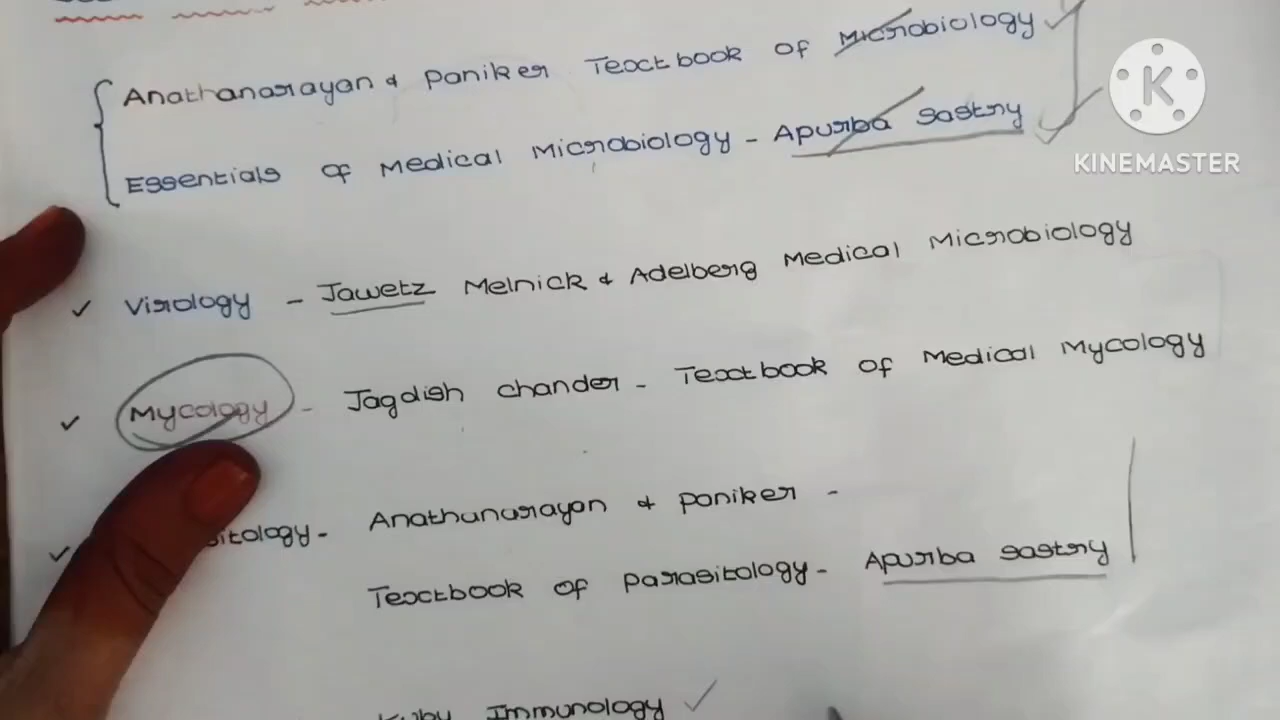 Anathanarayan & Paniker Textbook of Microbiology
Essentials of Medical Microbiology - Apurba Sastry
KINEMASTER
Virology - Jawetz Melnick & Adelberg Medical Microbiology
Mycology - Jagdish chander - Textbook of Medical Mycology
sitology - Anathanarayan & Paniker -
Textbook of Parasitology - Apurba Sastry
Immunology